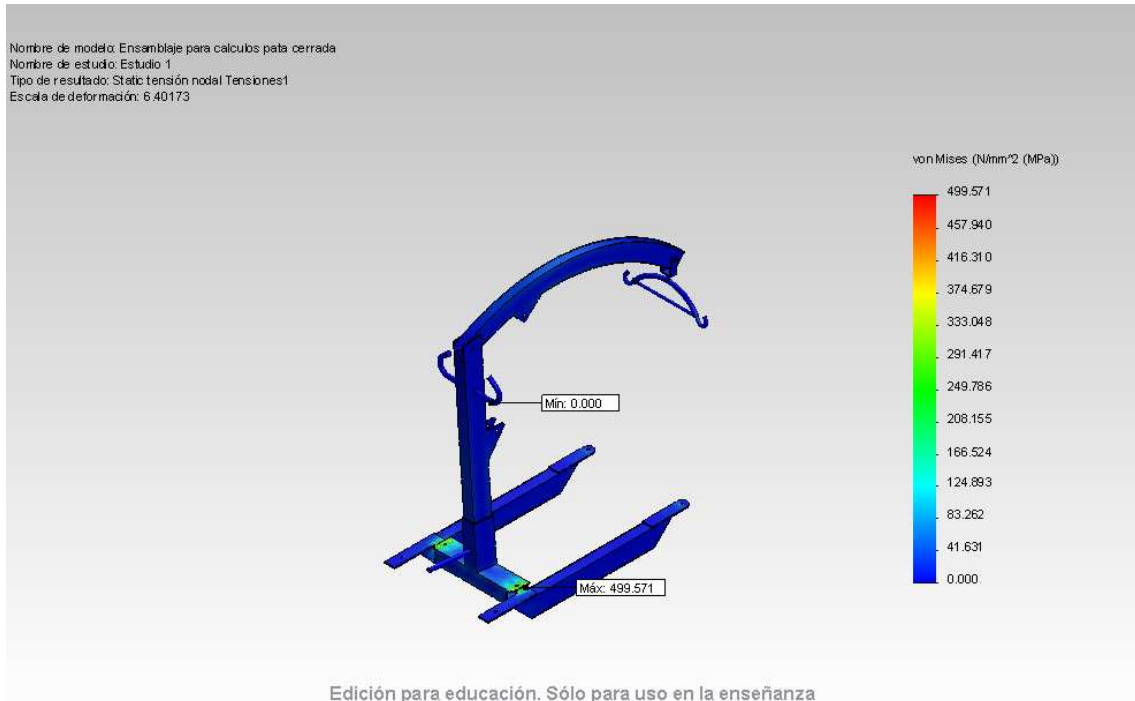 Nombre de modelo: Ensamblaje para calculos pata cerrada
Nombre de estudio: Estudio 1
Tipo de resultado: Static tensión nodal Tensiones1
Escala de deformación: 6.40173
von Mises (N/mm^2 (MPa))
499.571
457.940
416.310
374.679
333.048
291.417
249.786
208.155
166.524
124.893
83.262
41.631
0.000
Mín: 0.000
Máx: 499.571
Edición para educación. Sólo para uso en la enseñanza